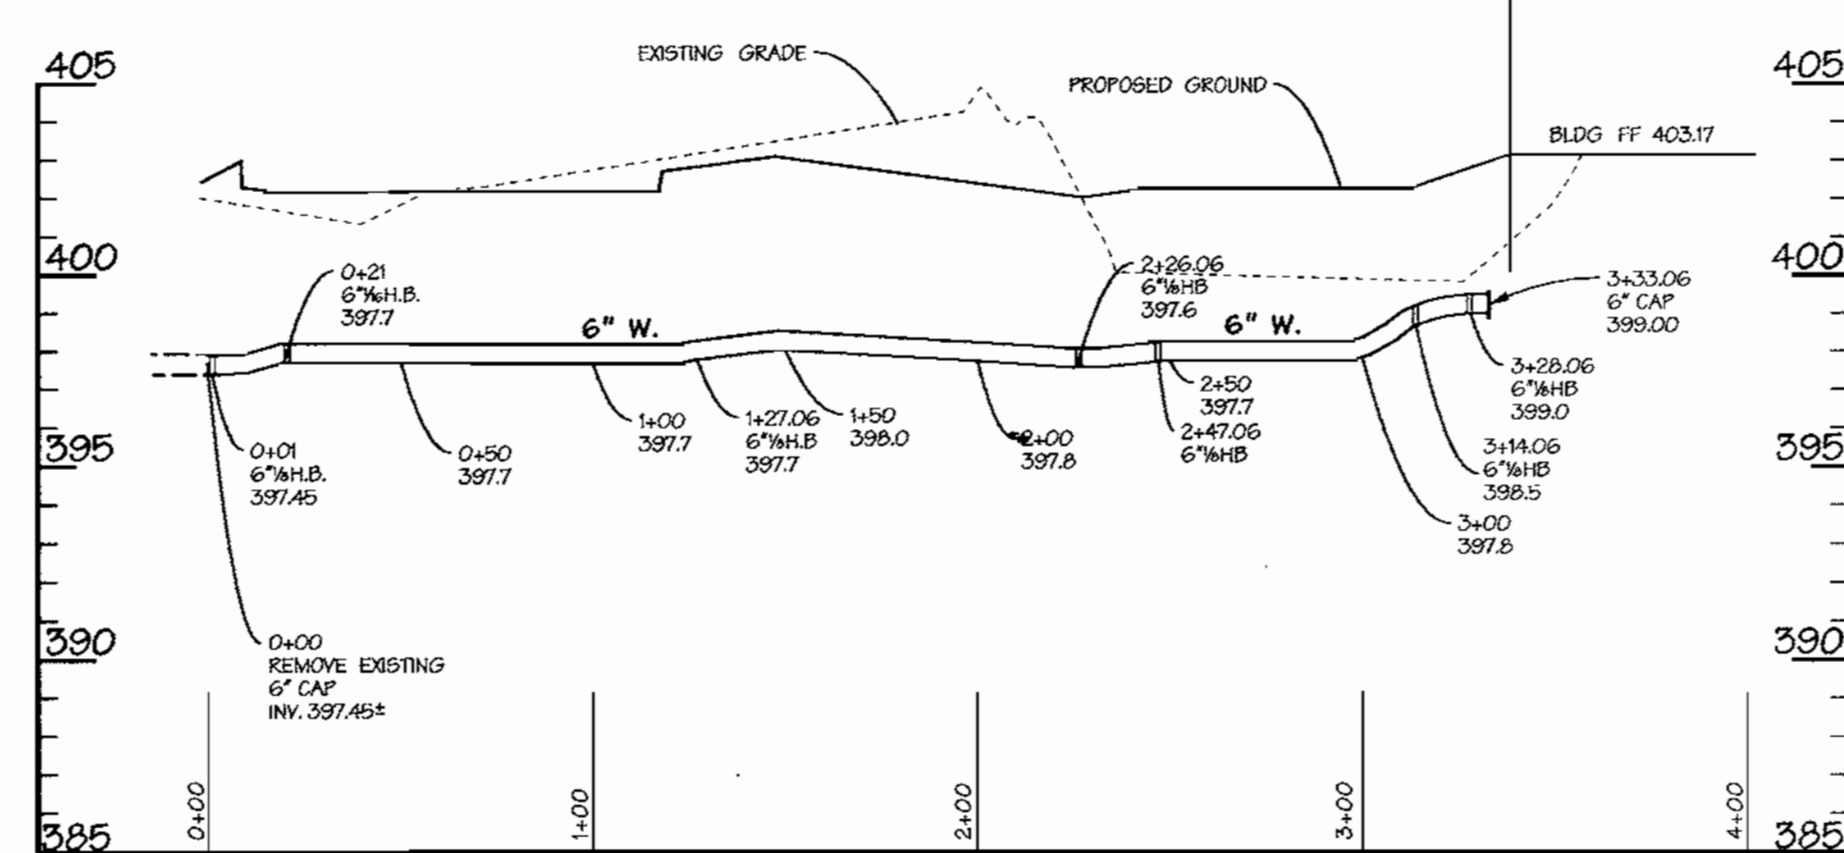 EXISTING GRADE
PROPOSED GROUND
405
405
BLDG FF 403.17
400
400
0+21
6"1/16H.B.
397.7
6" W.
2+26.06
6"1/8HB
397.6
6" W.
3+33.06
6" CAP
399.00
3+28.06
6"1/8HB
399.0
2+50
397.7
2+47.06
6"1/8HB
1+00
397.7
1+27.06
6"1/8H.B
397.7
1+50
398.0
2+00
397.8
395
395
0+01
6"1/8H.B.
397.45
0+50
397.7
3+14.06
6"1/8HB
398.5
3+00
397.8
390
390
0+00
REMOVE EXISTING
6" CAP
INV. 397.45±
0+00
1+00
2+00
3+00
4+00
385
385